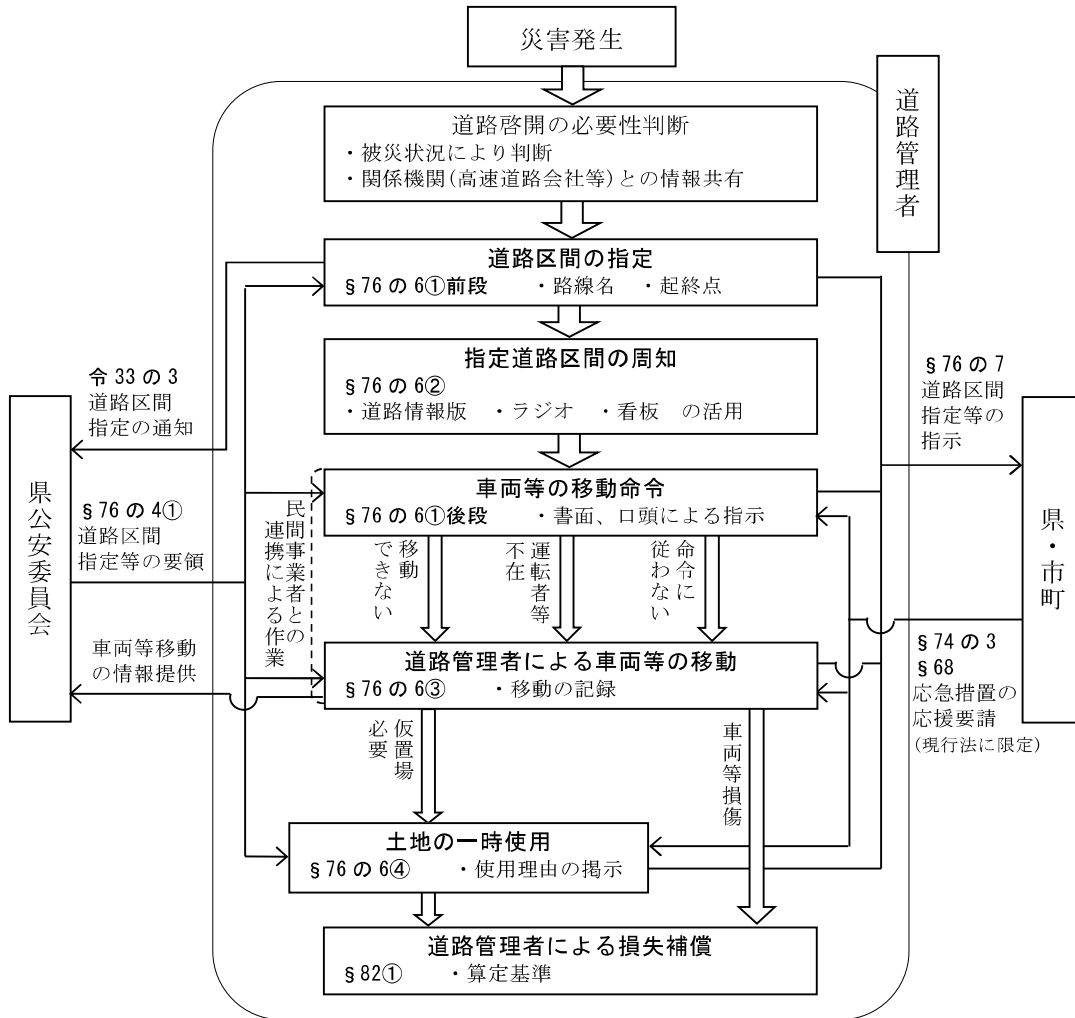 災害発生
道路管理者
道路啓開の必要性判断
・被災状況により判断
・関係機関(高速道路会社等)との情報共有
道路区間の指定
§76の6①前段　・路線名　・起終点
指定道路区間の周知
§76の6②
・道路情報版　・ラジオ　・看板　の活用
令33の3
道路区間
指定の通知
§76の7
道路区間
指定等の
指示
県公安委員会
§76の4①
道路区間
指定等の要領
民間事業者との
連携による作業
車両等の移動命令
§76の6①後段　・書面、口頭による指示
移動
できない
運転者等
不在
命令に
従わない
県・市町
車両等移動
の情報提供
道路管理者による車両等の移動
§76の6③　・移動の記録
§74の3
§68
応急措置の
応援要請
(現行法に限定)
仮置場
必要
車両等損傷
土地の一時使用
§76の6④　・使用理由の掲示
道路管理者による損失補償
§82①　・算定基準